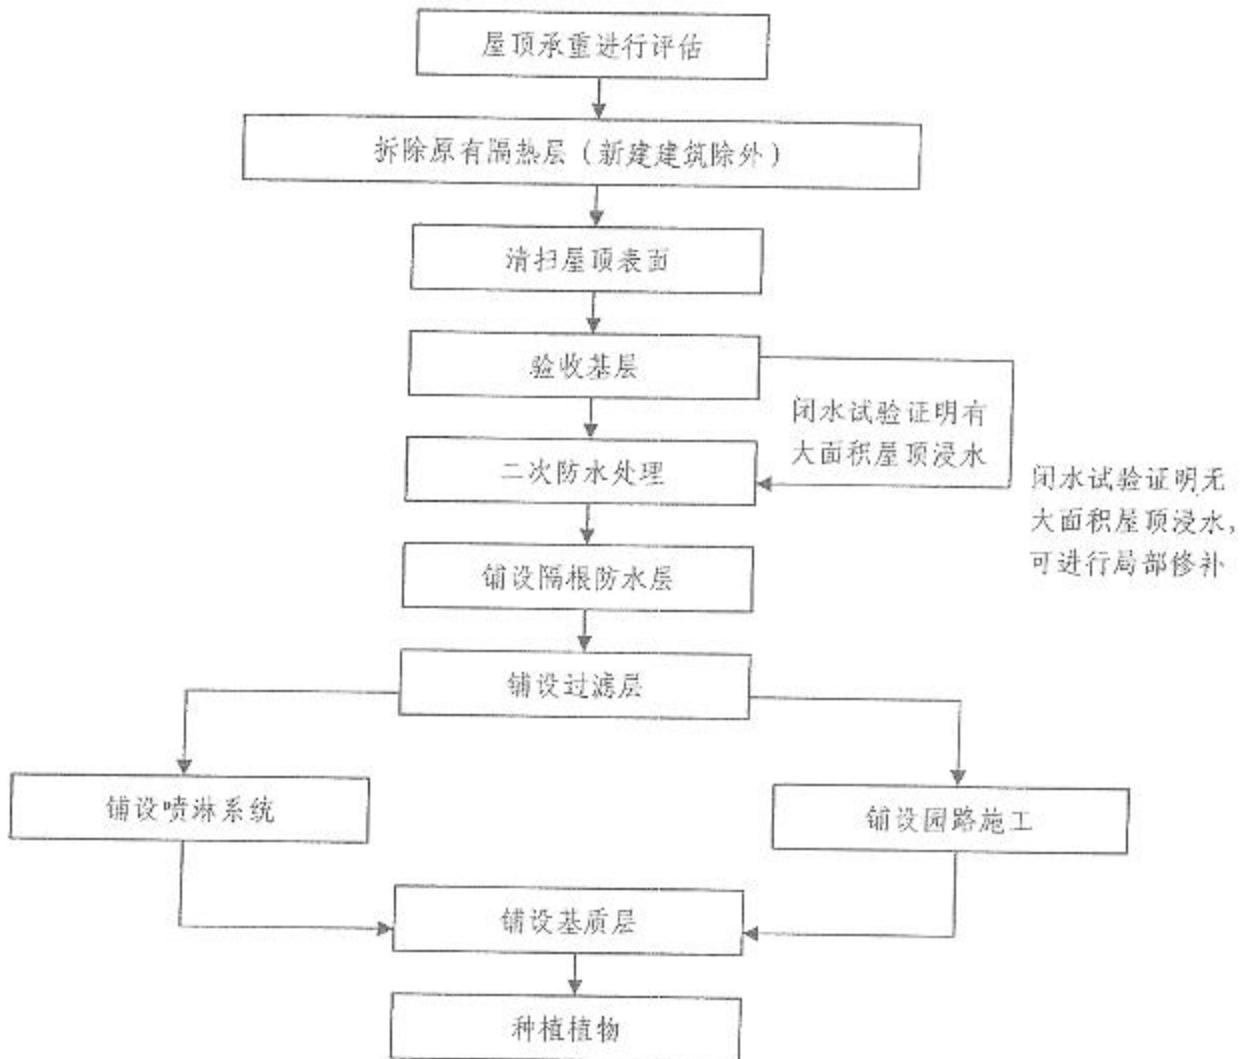 屋顶承重进行评估
拆除原有隔热层（新建建筑除外）
清扫屋顶表面
验收基层
闭水试验证明有
大面积屋顶浸水
二次防水处理
闭水试验证明无
大面积屋顶浸水，
可进行局部修补
铺设隔根防水层
铺设过滤层
铺设喷淋系统
铺设园路施工
铺设基质层
种植植物